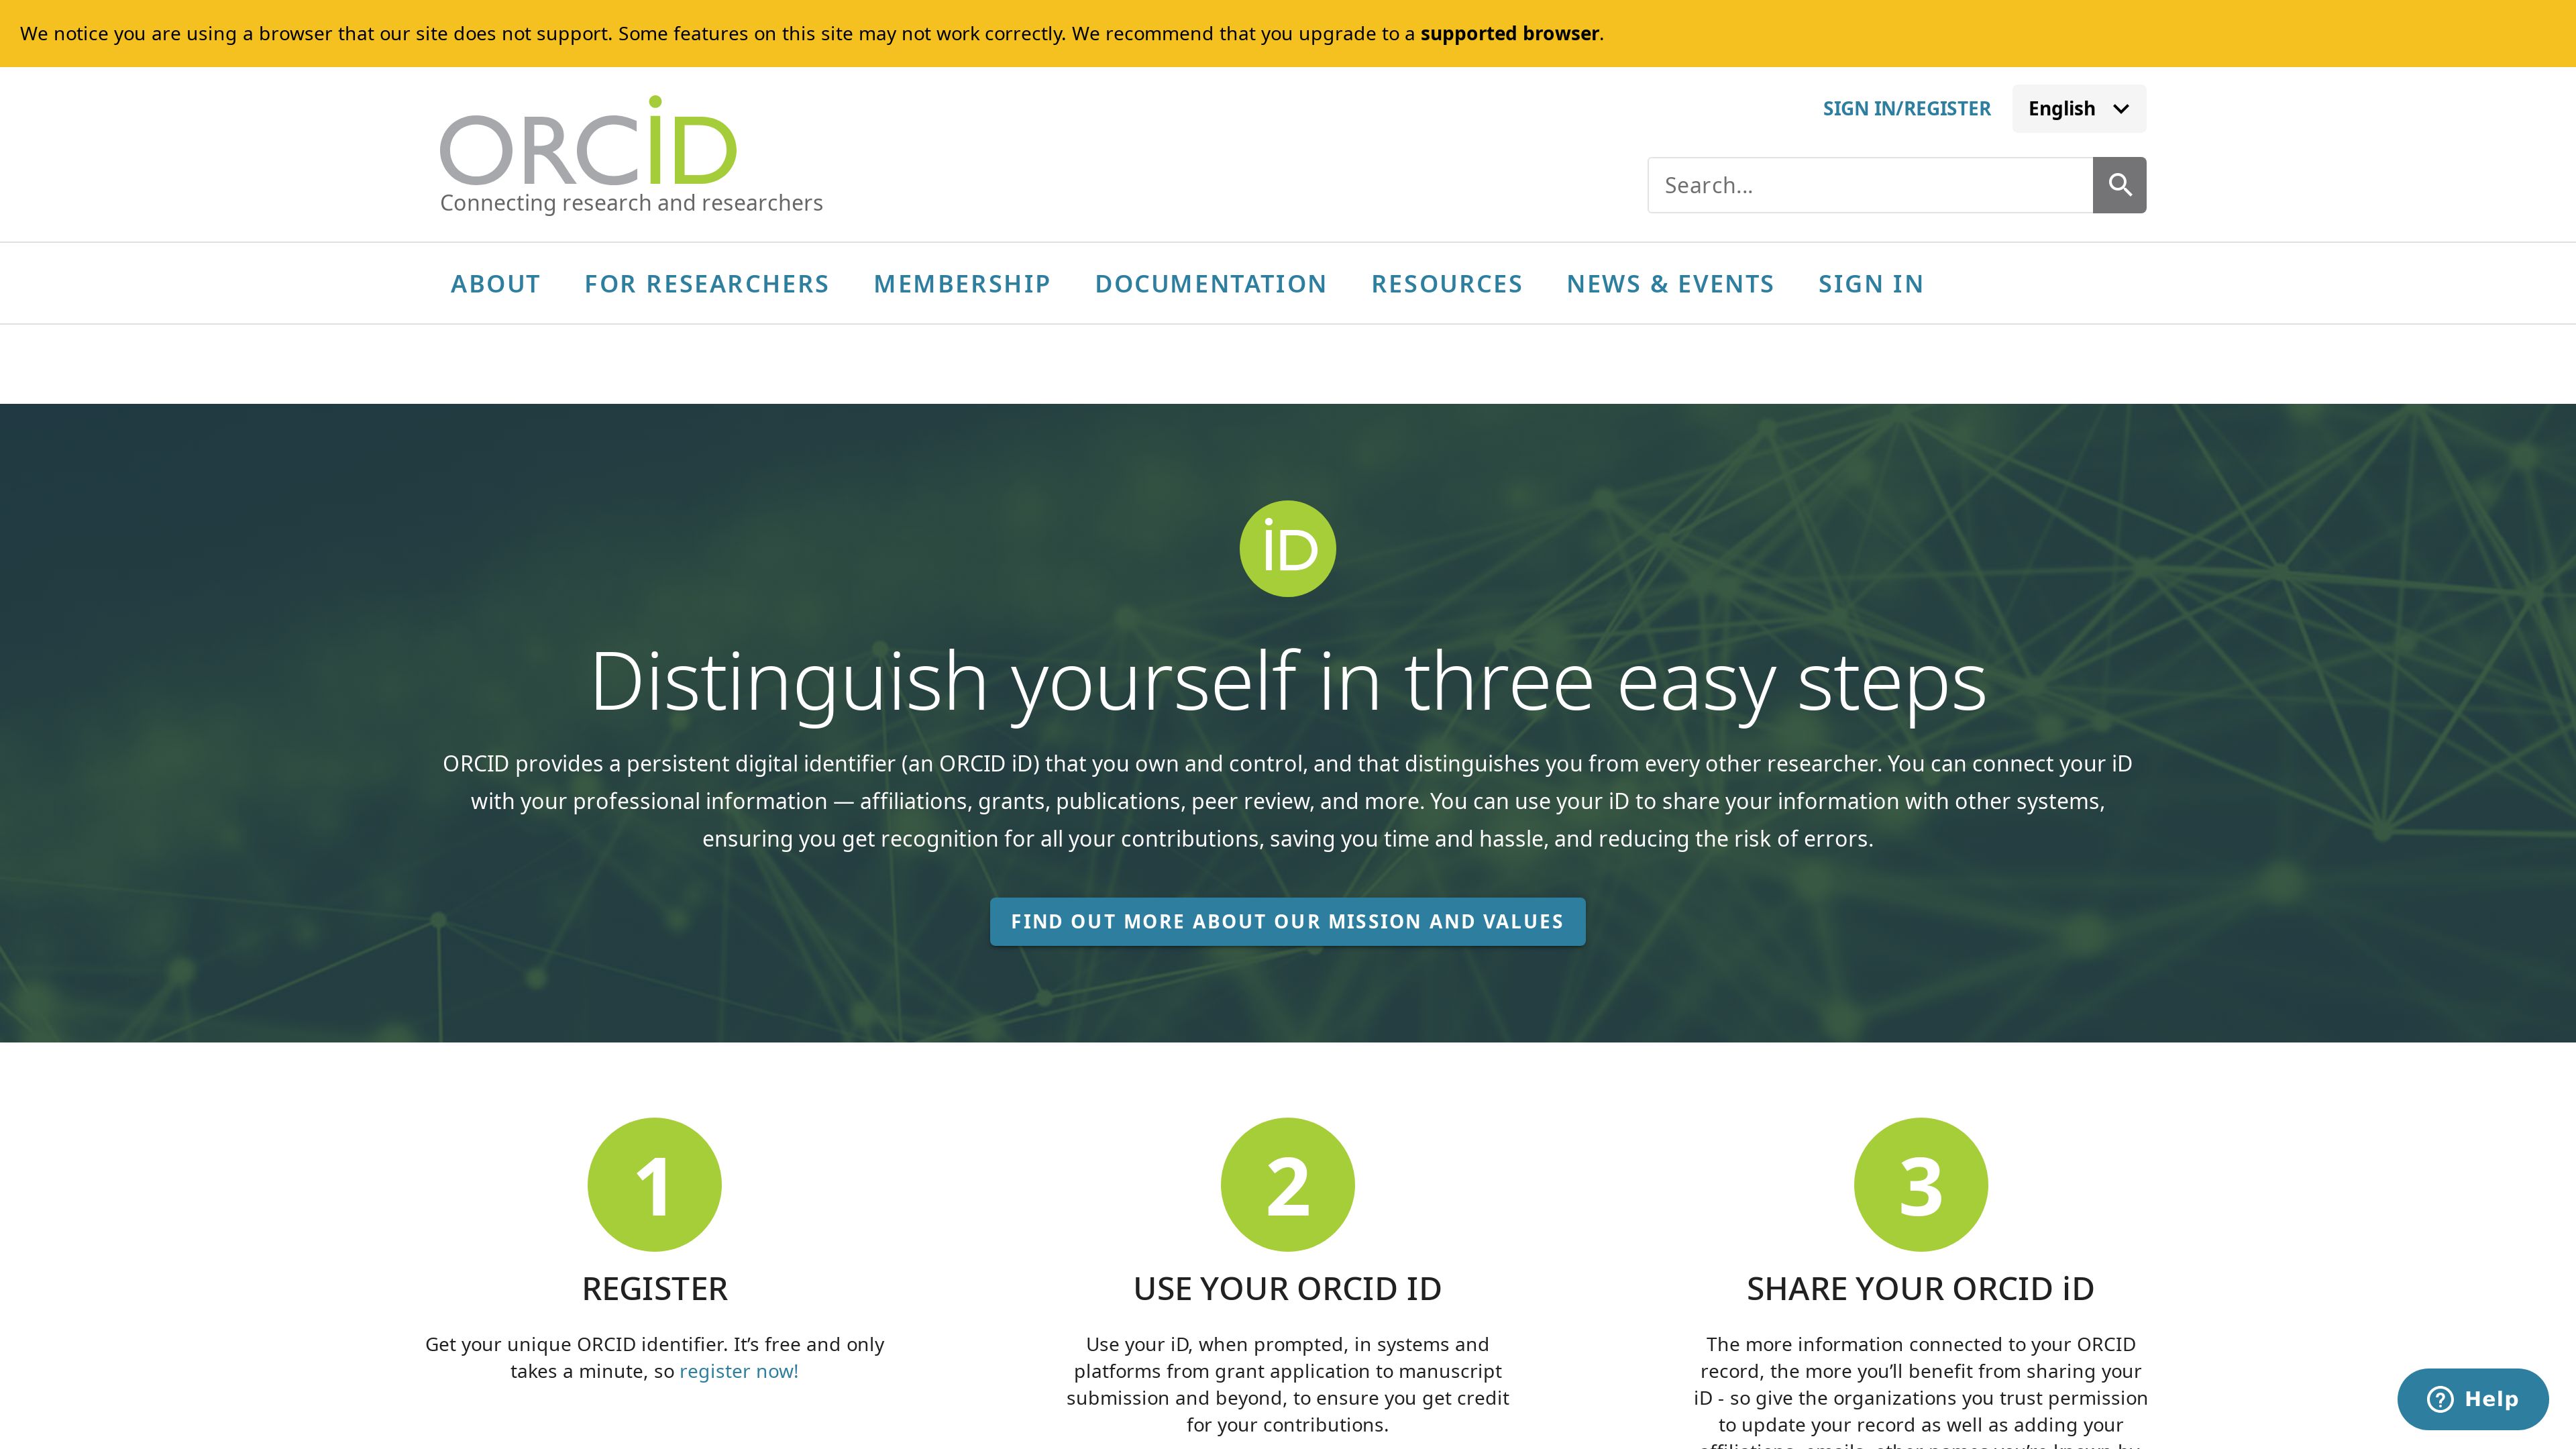 We notice you are using a browser that our site does not support. Some features on this site may not work correctly. We recommend that you upgrade to a supported browser.
ORCiD
Connecting research and researchers
SIGN IN/REGISTER
English
Search...
ABOUT FOR RESEARCHERS MEMBERSHIP DOCUMENTATION RESOURCES NEWS & EVENTS SIGN IN
iD
Distinguish yourself in three easy steps
ORCID provides a persistent digital identifier (an ORCID iD) that you own and control, and that distinguishes you from every other researcher. You can connect your iD
with your professional information — affiliations, grants, publications, peer review, and more. You can use your iD to share your information with other systems,
ensuring you get recognition for all your contributions, saving you time and hassle, and reducing the risk of errors.
FIND OUT MORE ABOUT OUR MISSION AND VALUES
1
REGISTER
Get your unique ORCID identifier. It’s free and only
takes a minute, so register now!
2
USE YOUR ORCID ID
Use your iD, when prompted, in systems and
platforms from grant application to manuscript
submission and beyond, to ensure you get credit
for your contributions.
3
SHARE YOUR ORCID iD
The more information connected to your ORCID
record, the more you’ll benefit from sharing your
iD - so give the organizations you trust permission
to update your record as well as adding your
affiliations, emails, other names you’re known by,
Help